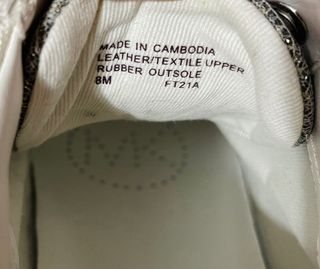 MADE IN CAMBODIA
LEATHER/TEXTILE UPPER
RUBBER OUTSOLE
8M FT21A
MK